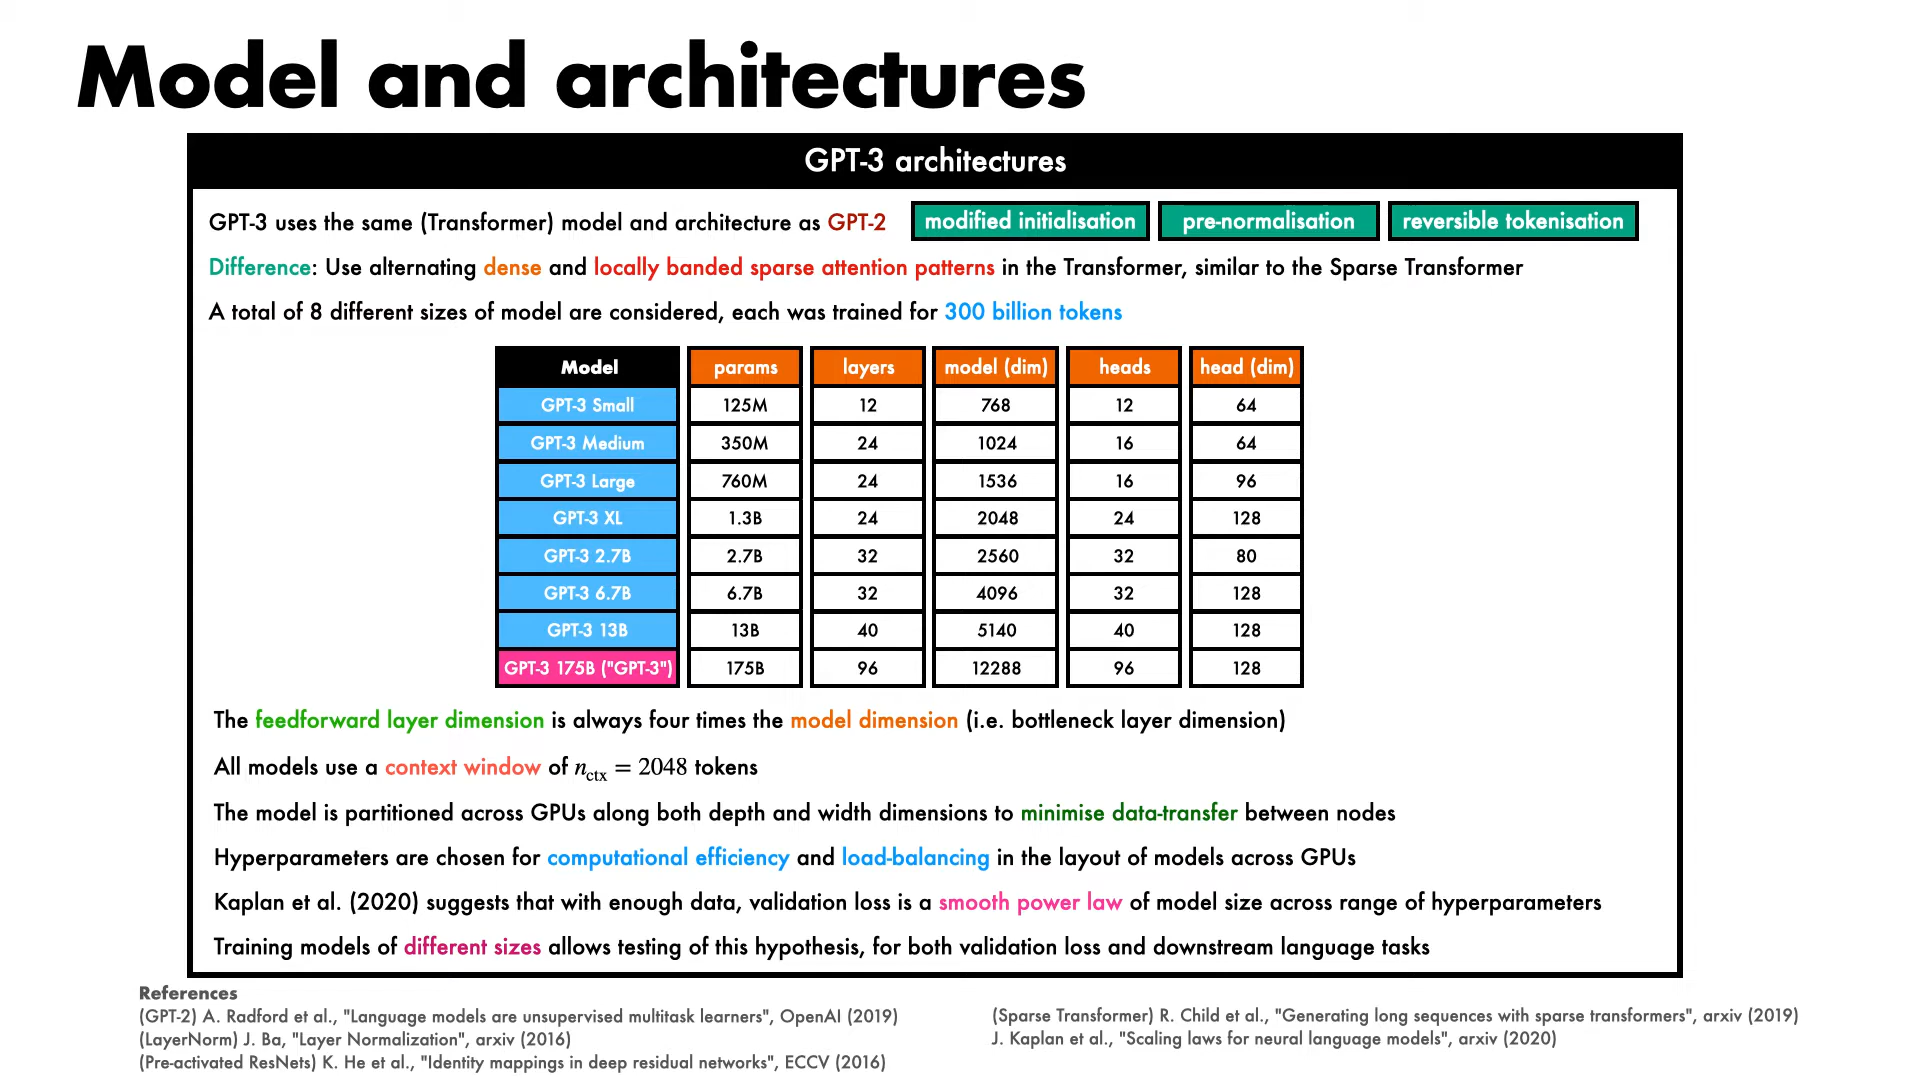 Model and architectures
GPT-3 architectures
GPT-3 uses the same (Transformer) model and architecture as GPT-2 modified initialisation pre-normalisation reversible tokenisation
Difference: Use alternating dense and locally banded sparse attention patterns in the Transformer, similar to the Sparse Transformer
A total of 8 different sizes of model are considered, each was trained for 300 billion tokens
Model params layers model (dim) heads head (dim)
GPT-3 Small 125M 12 768 12 64
GPT-3 Medium 350M 24 1024 16 64
GPT-3 Large 760M 24 1536 16 96
GPT-3 XL 1.3B 24 2048 24 128
GPT-3 2.7B 2.7B 32 2560 32 80
GPT-3 6.7B 6.7B 32 4096 32 128
GPT-3 13B 13B 40 5140 40 128
GPT-3 175B ("GPT-3") 175B 96 12288 96 128
The feedforward layer dimension is always four times the model dimension (i.e. bottleneck layer dimension)
All models use a context window of n_ctx = 2048 tokens
The model is partitioned across GPUs along both depth and width dimensions to minimise data-transfer between nodes
Hyperparameters are chosen for computational efficiency and load-balancing in the layout of models across GPUs
Kaplan et al. (2020) suggests that with enough data, validation loss is a smooth power law of model size across range of hyperparameters
Training models of different sizes allows testing of this hypothesis, for both validation loss and downstream language tasks
References
(GPT-2) A. Radford et al., "Language models are unsupervised multitask learners", OpenAI (2019)
(LayerNorm) J. Ba, "Layer Normalization", arxiv (2016)
(Pre-activated ResNets) K. He et al., "Identity mappings in deep residual networks", ECCV (2016)
(Sparse Transformer) R. Child et al., "Generating long sequences with sparse transformers", arxiv (2019)
J. Kaplan et al., "Scaling laws for neural language models", arxiv (2020)